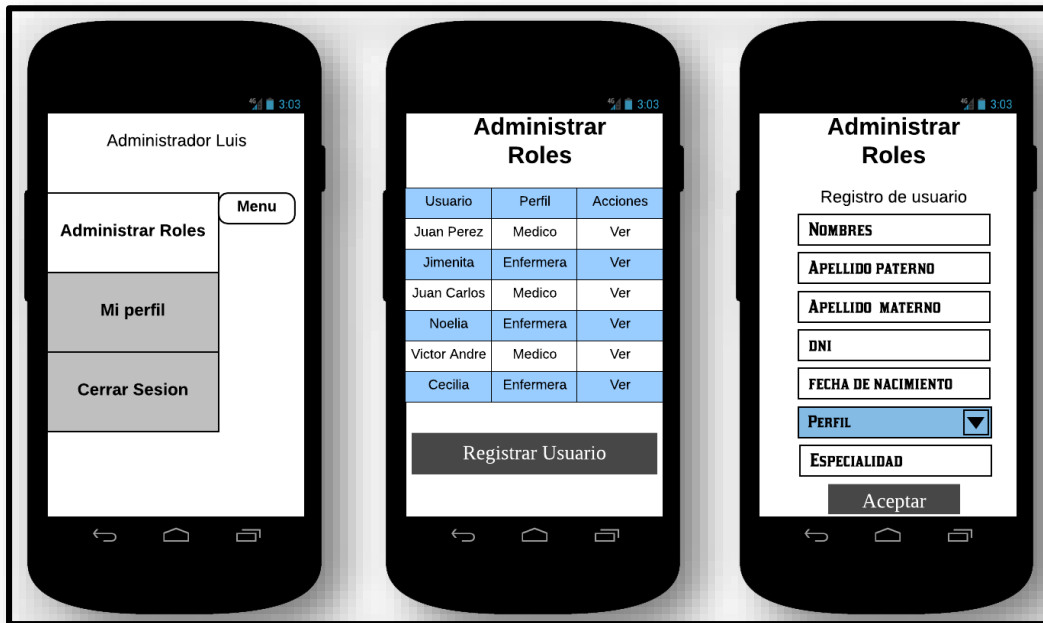 4G 3:03
Administrador Luis
Menu
Administrar Roles
Mi perfil
Cerrar Sesion
4G 3:03
Administrar
Roles
Usuario Perfil Acciones
Juan Perez Medico Ver
Jimenita Enfermera Ver
Juan Carlos Medico Ver
Noelia Enfermera Ver
Victor Andre Medico Ver
Cecilia Enfermera Ver
Registrar Usuario
4G 3:03
Administrar
Roles
Registro de usuario
NOMBRES
APELLIDO PATERNO
APELLIDO MATERNO
DNI
FECHA DE NACIMIENTO
PERFIL
ESPECIALIDAD
Aceptar